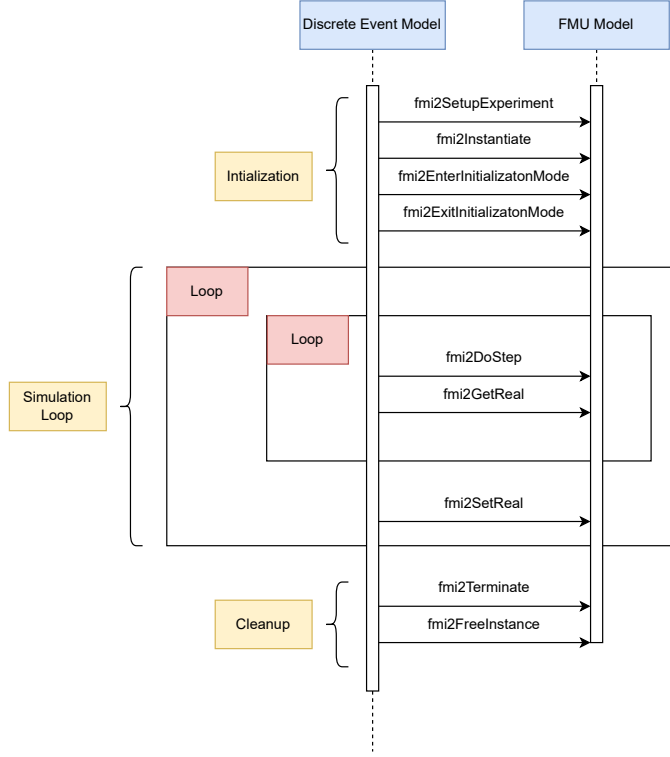 Discrete Event Model
FMU Model
fmi2SetupExperiment
fmi2Instantiate
Intialization
fmi2EnterInitializatonMode
fmi2ExitInitializatonMode
Loop
Loop
fmi2DoStep
fmi2GetReal
Simulation
Loop
fmi2SetReal
fmi2Terminate
Cleanup
fmi2FreeInstance